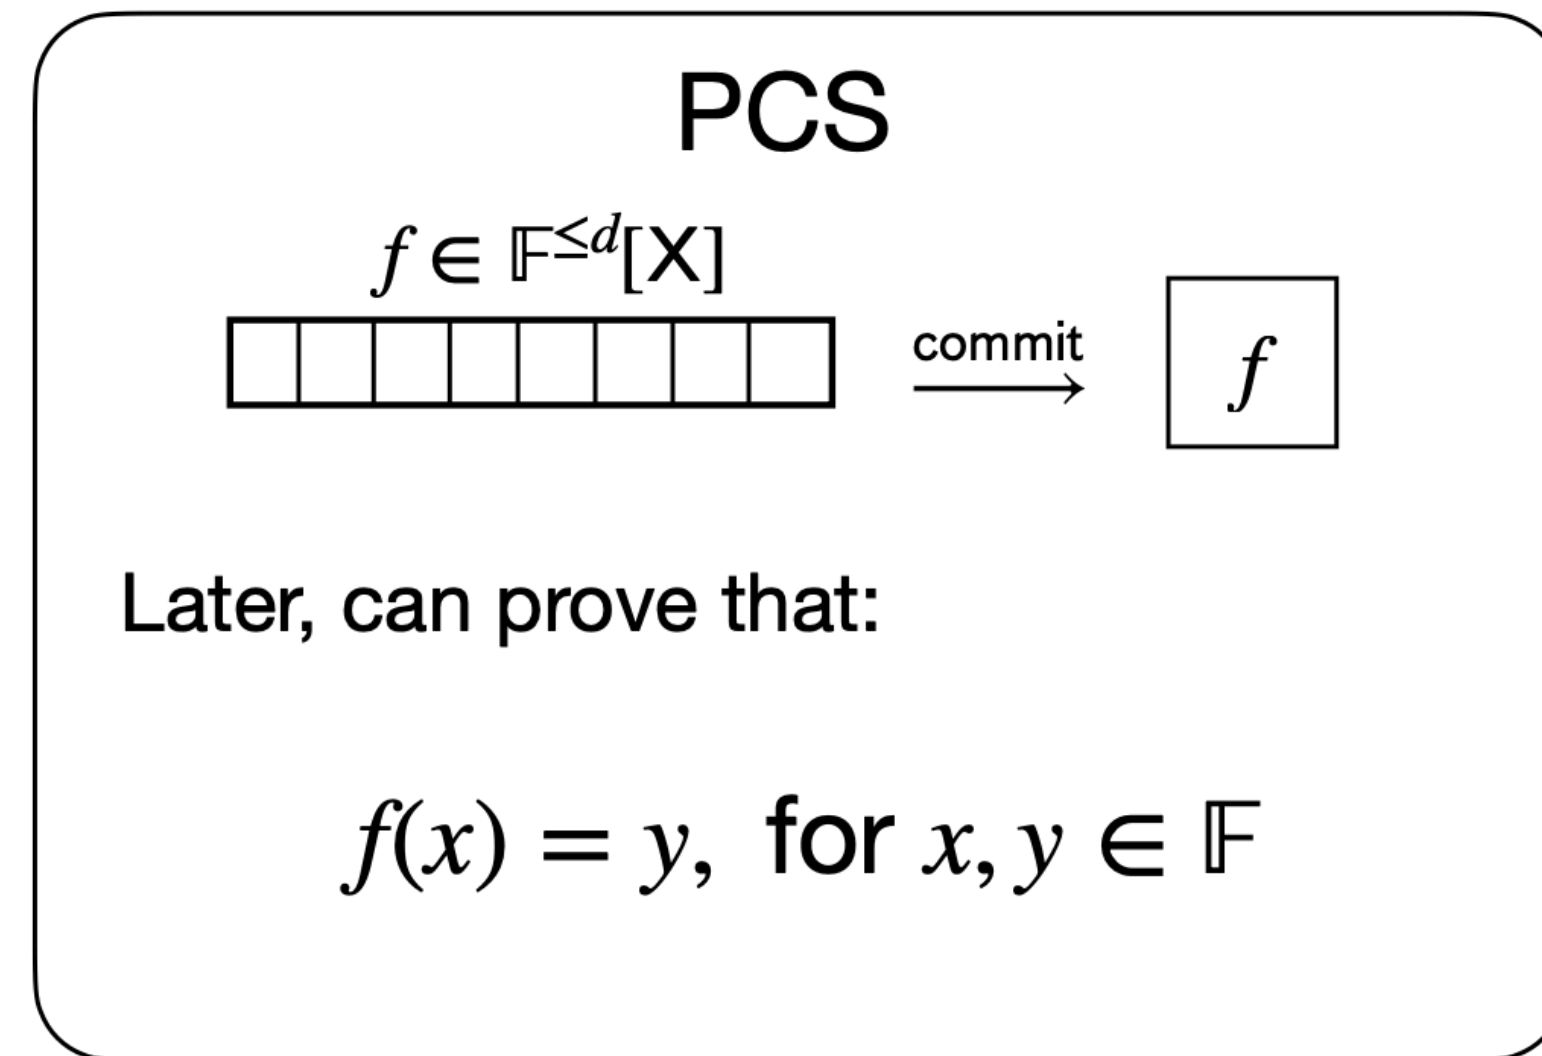 PCS
f ∈ 𝔽^{≤d}[X]
commit
f
Later, can prove that:
f(x) = y, for x, y ∈ 𝔽